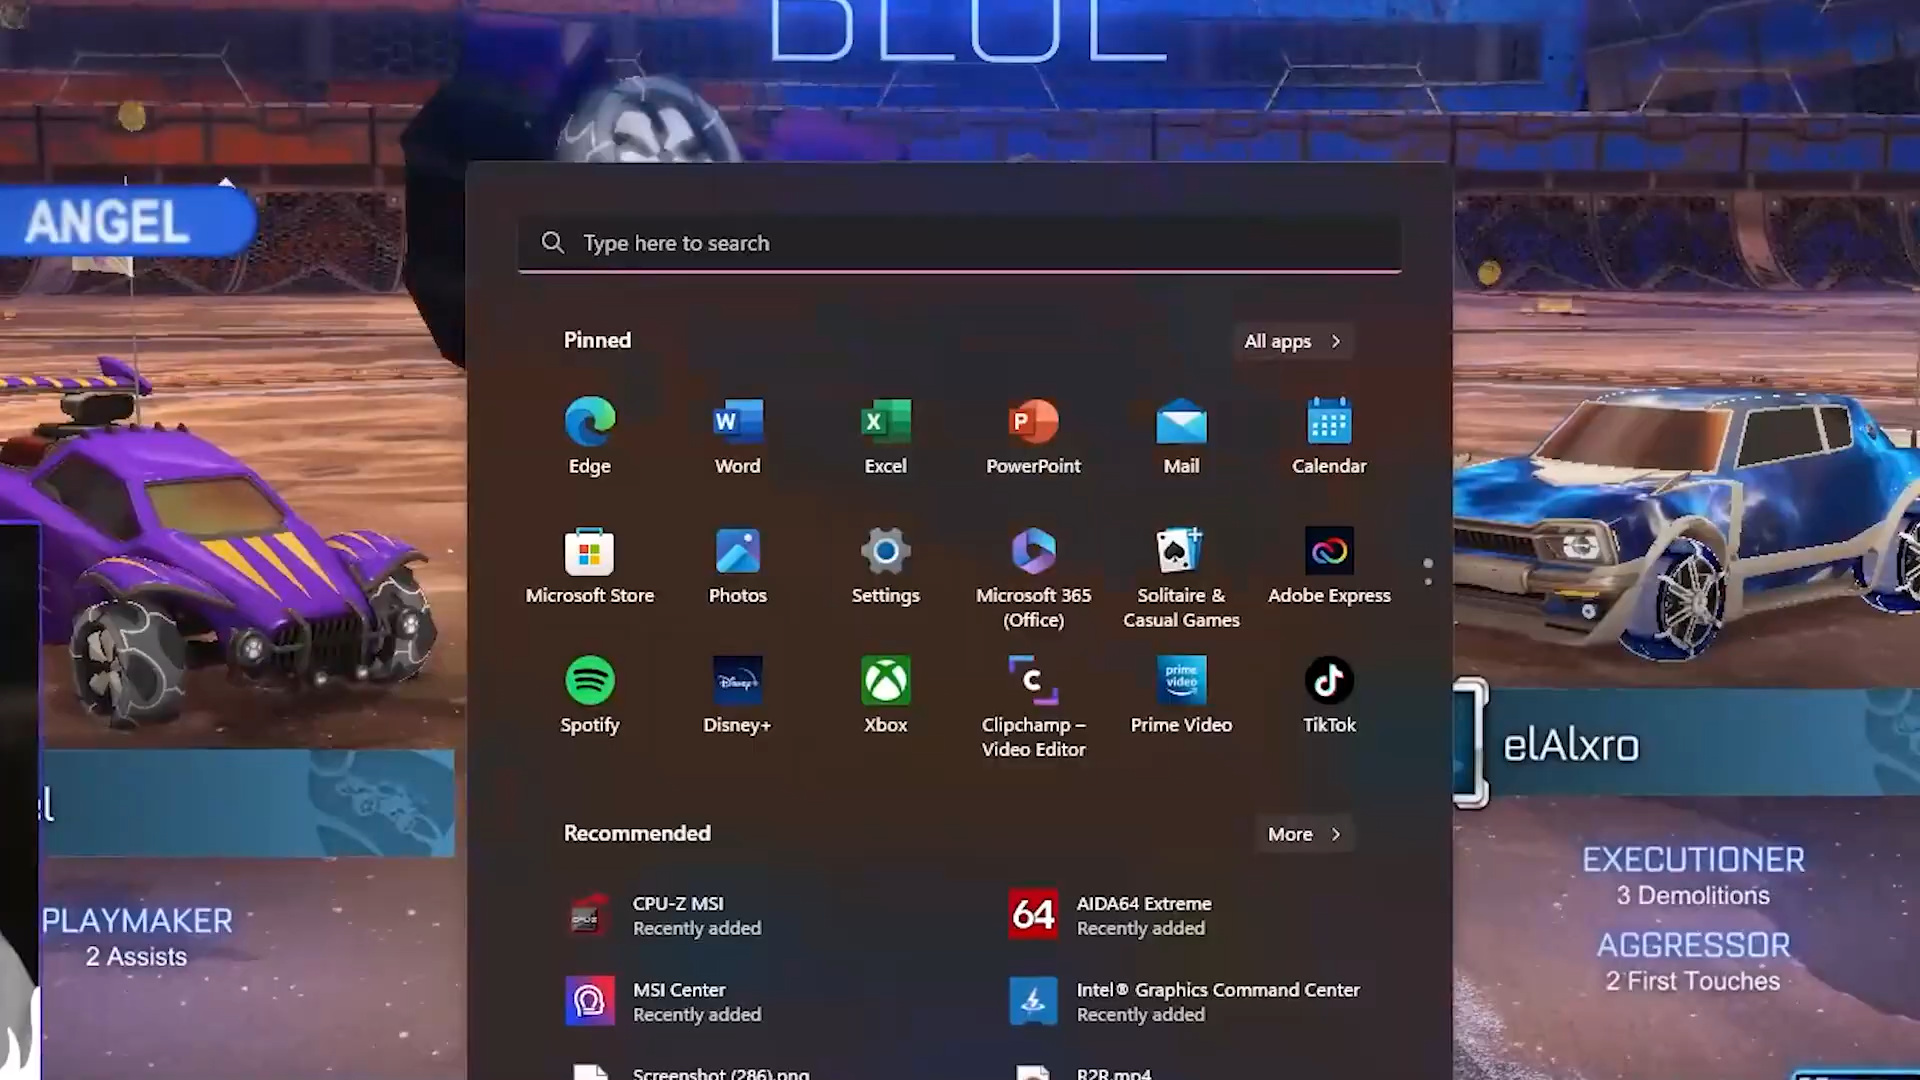 BLUE
ANGEL
Type here to search
Pinned
All apps
Edge
Word
Excel
PowerPoint
Mail
Calendar
Microsoft Store
Photos
Settings
Microsoft 365
(Office)
Solitaire &
Casual Games
Adobe Express
Spotify
Disney+
Xbox
Clipchamp –
Video Editor
prime
video
Prime Video
TikTok
elAlxro
Recommended
More
CPU-Z MSI
Recently added
64
AIDA64 Extreme
Recently added
MSI Center
Recently added
Intel® Graphics Command Center
Recently added
Screenshot (286).png
R2R.mp4
PLAYMAKER
2 Assists
EXECUTIONER
3 Demolitions
AGGRESSOR
2 First Touches